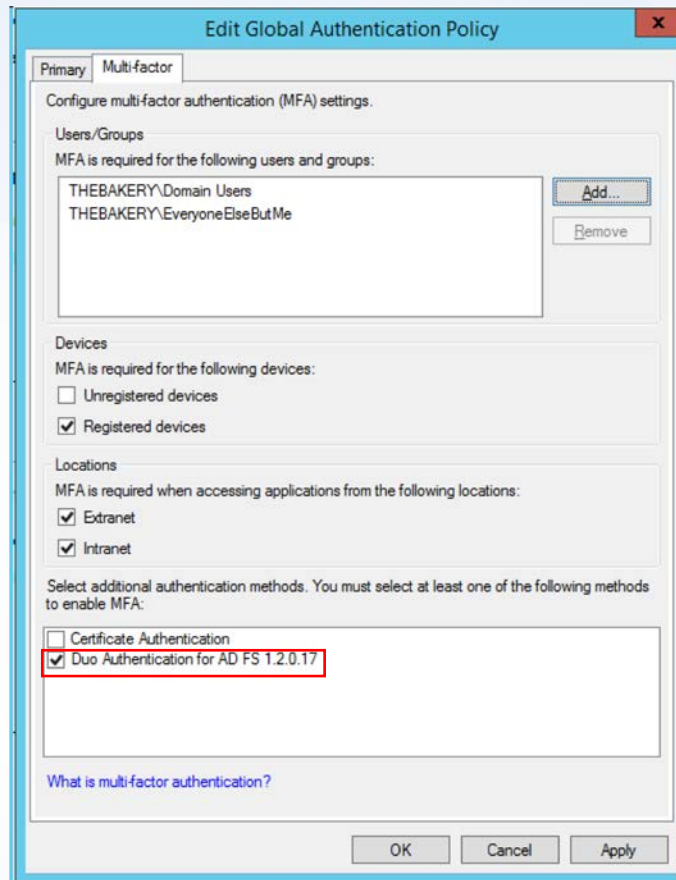 Edit Global Authentication Policy
x
Primary
Multi-factor
Configure multi-factor authentication (MFA) settings.
Users/Groups
MFA is required for the following users and groups:
THEBAKERY\Domain Users
THEBAKERY\EveryoneElseButMe
Add...
Remove
Devices
MFA is required for the following devices:
Unregistered devices
Registered devices
Locations
MFA is required when accessing applications from the following locations:
Extranet
Intranet
Select additional authentication methods. You must select at least one of the following methods
to enable MFA:
Certificate Authentication
Duo Authentication for AD FS 1.2.0.17
What is multi-factor authentication?
OK
Cancel
Apply